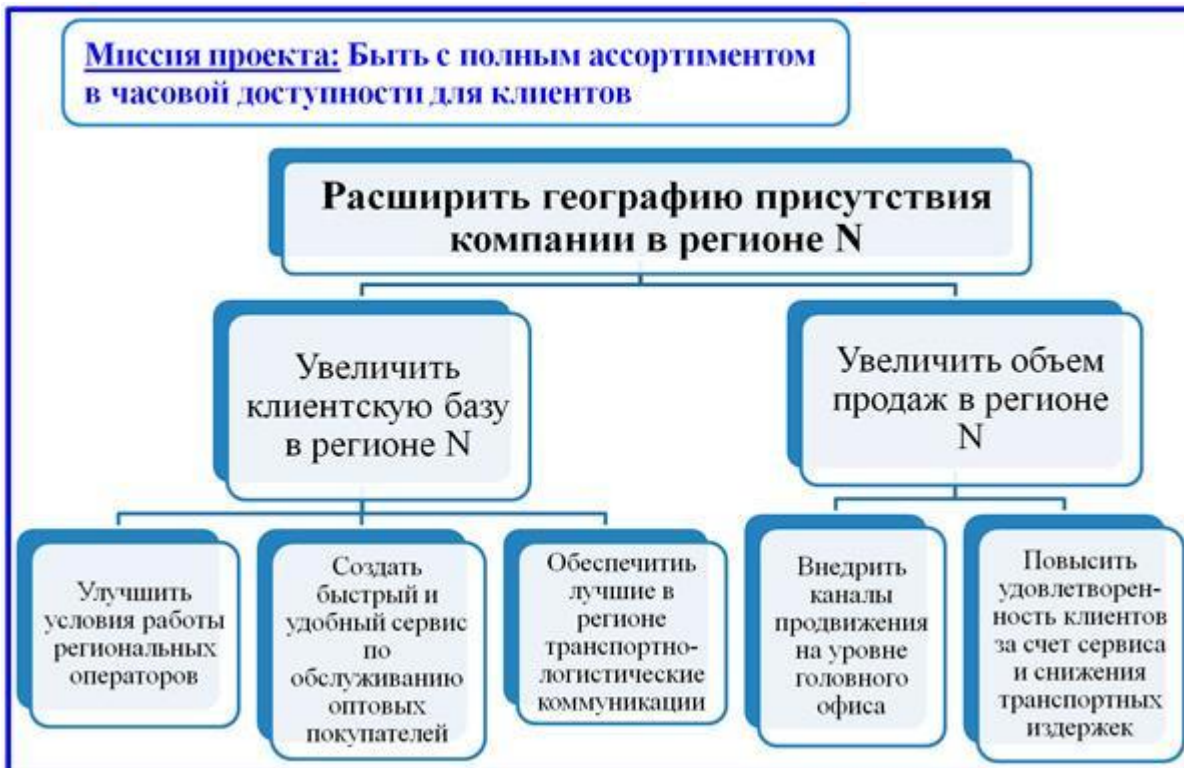 Миссия проекта: Быть с полным ассортиментом
в часовой доступности для клиентов
Расширить географию присутствия
компании в регионе N
Увеличить
клиентскую базу
в регионе N
Увеличить объем
продаж в регионе
N
Улучшить
условия работы
региональных
операторов
Создать
быстрый и
удобный сервис
по
обслуживанию
оптовых
покупателей
Обеспечитиь
лучшие в
регионе
транспортно-
логистические
коммуникации
Внедрить
каналы
продвижения
на уровне
головного
офиса
Повысить
удовлетворен-
ность клиентов
за счет сервиса
и снижения
транспортных
издержек